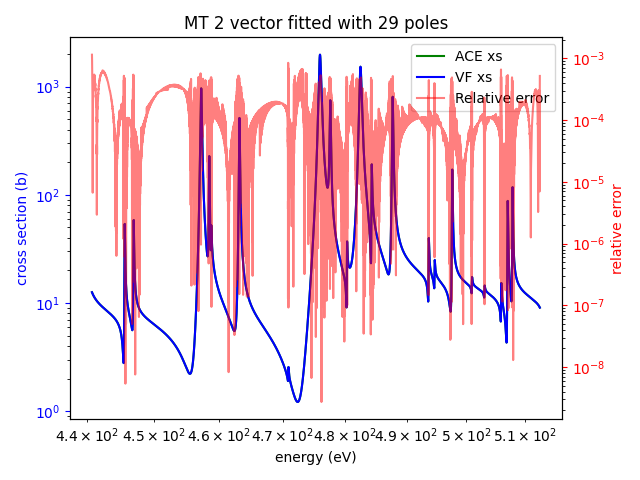 MT 2 vector fitted with 29 poles
ACE xs
VF xs
Relative error
cross section (b)
10³
10²
10¹
10⁰
relative error
10⁻³
10⁻⁴
10⁻⁵
10⁻⁶
10⁻⁷
10⁻⁸
4.4 × 10² 4.5 × 10² 4.6 × 10² 4.7 × 10² 4.8 × 10² 4.9 × 10² 5 × 10² 5.1 × 10²
energy (eV)